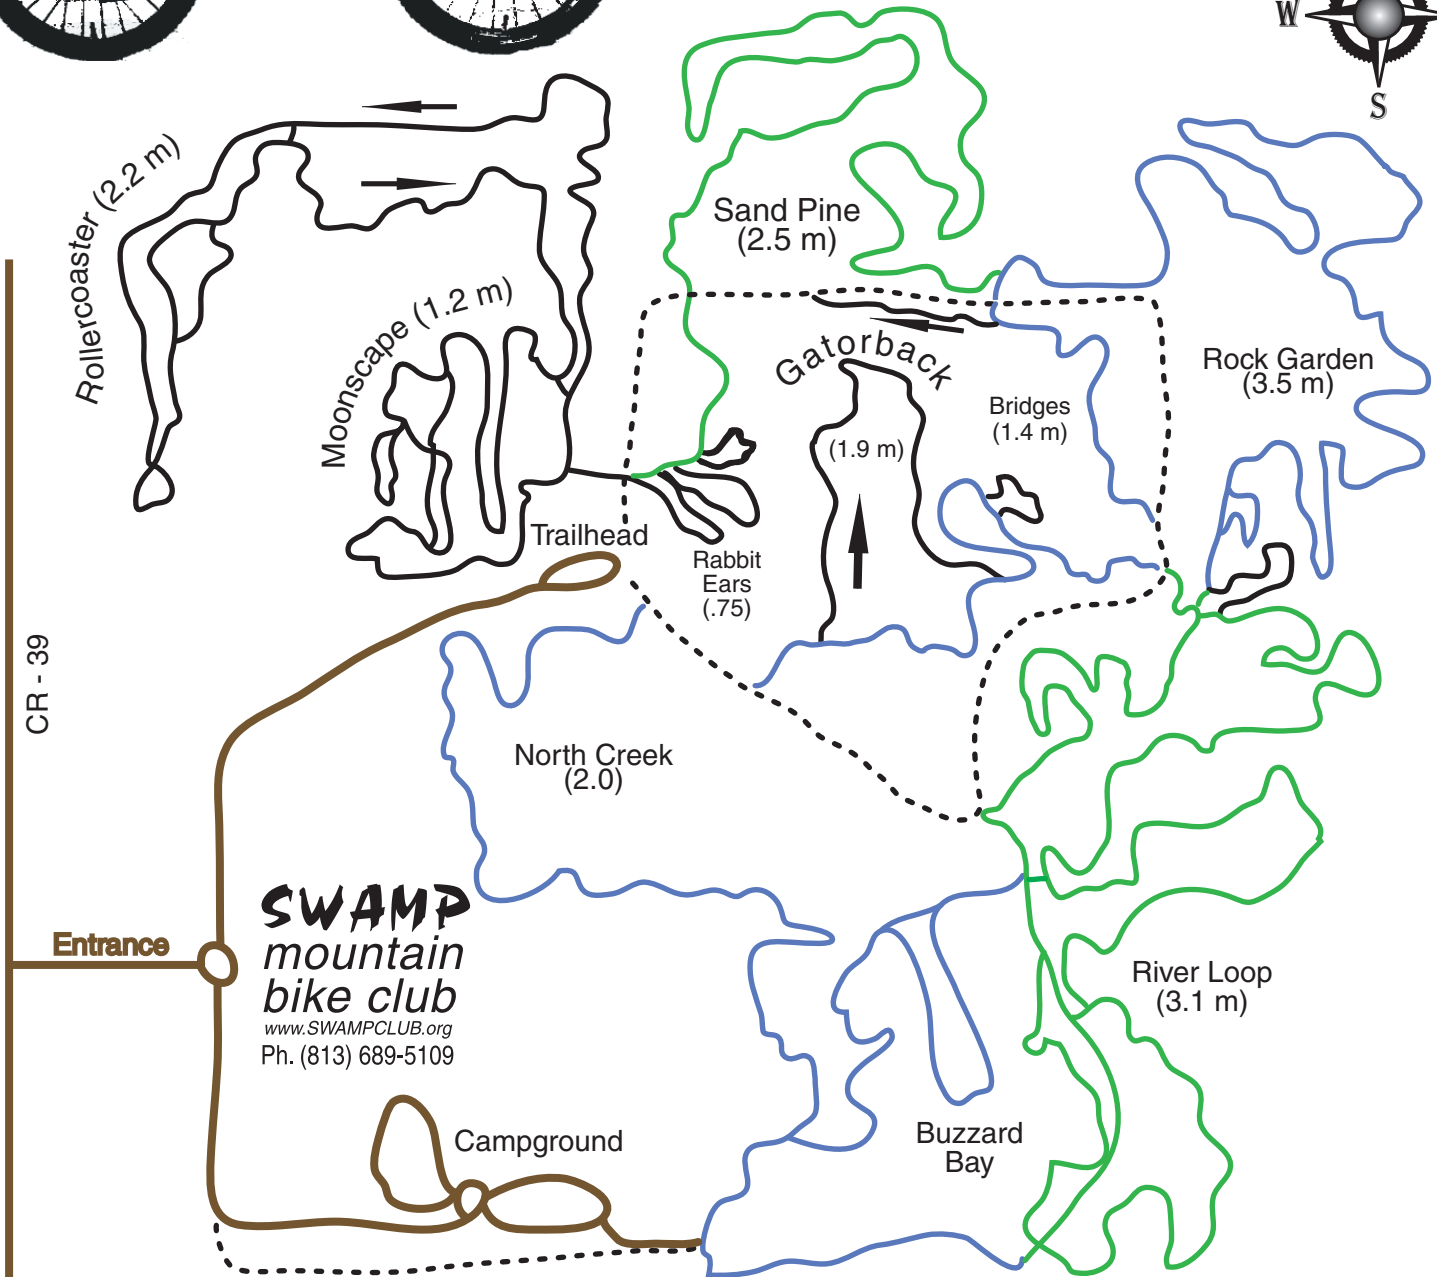 W
S
Rollercoaster (2.2 m)
Sand Pine
(2.5 m)
Moonscape (1.2 m)
Gatorback
(1.9 m)
Rock Garden
(3.5 m)
Bridges
(1.4 m)
Trailhead
Rabbit
Ears
(.75)
CR - 39
North Creek
(2.0)
Entrance
SWAMP
mountain
bike club
www.SWAMPCLUB.org
Ph. (813) 689-5109
River Loop
(3.1 m)
Campground
Buzzard
Bay